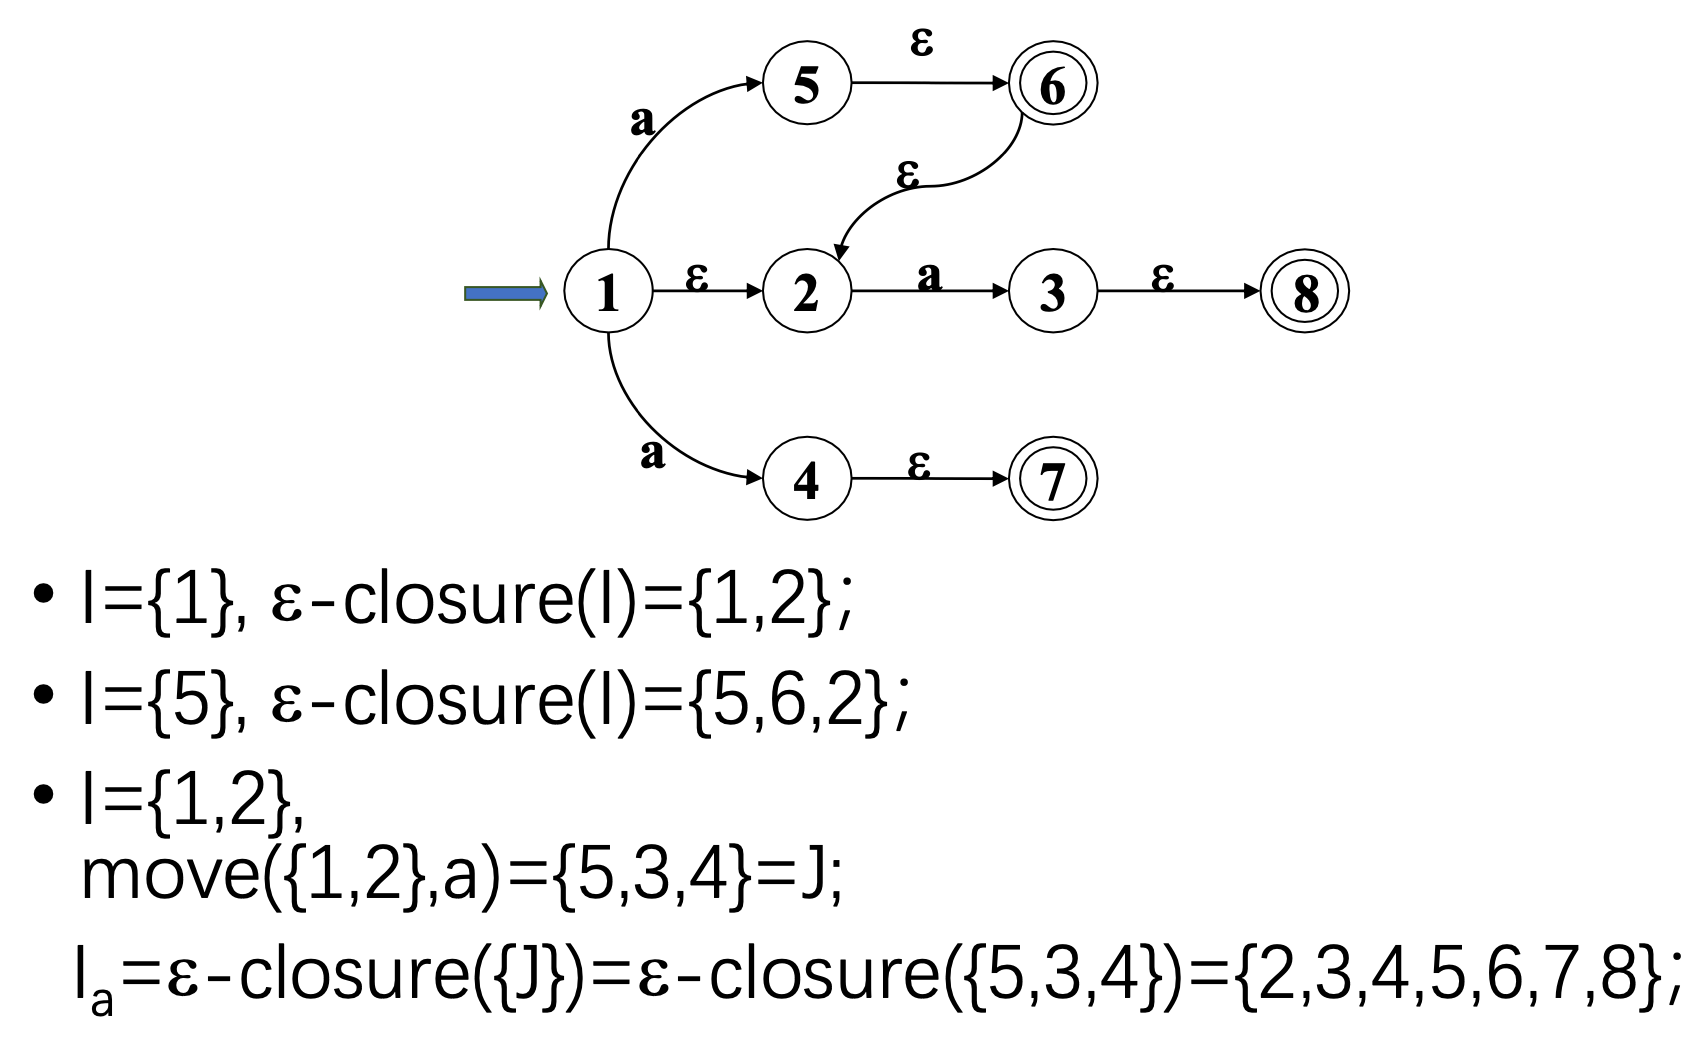 ε
5 6
a
ε
1 ε 2 a 3 ε 8
a
4 ε 7
• I={1}, ε-closure(I)={1,2};
• I={5}, ε-closure(I)={5,6,2};
• I={1,2},
move({1,2},a)={5,3,4}=J;
Ia=ε-closure({J})=ε-closure({5,3,4})={2,3,4,5,6,7,8};